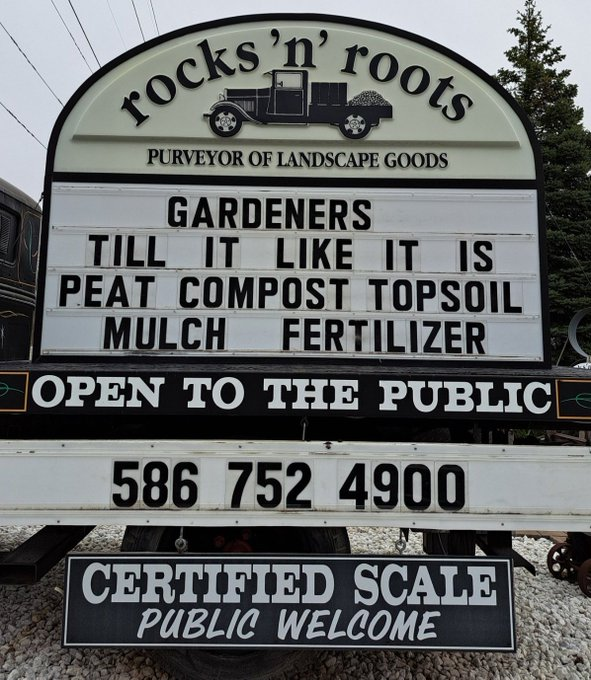 rocks 'n' roots
PURVEYOR OF LANDSCAPE GOODS
GARDENERS
TILL IT LIKE IT IS
PEAT COMPOST TOPSOIL
MULCH FERTILIZER
OPEN TO THE PUBLIC
586 752 4900
CERTIFIED SCALE
PUBLIC WELCOME